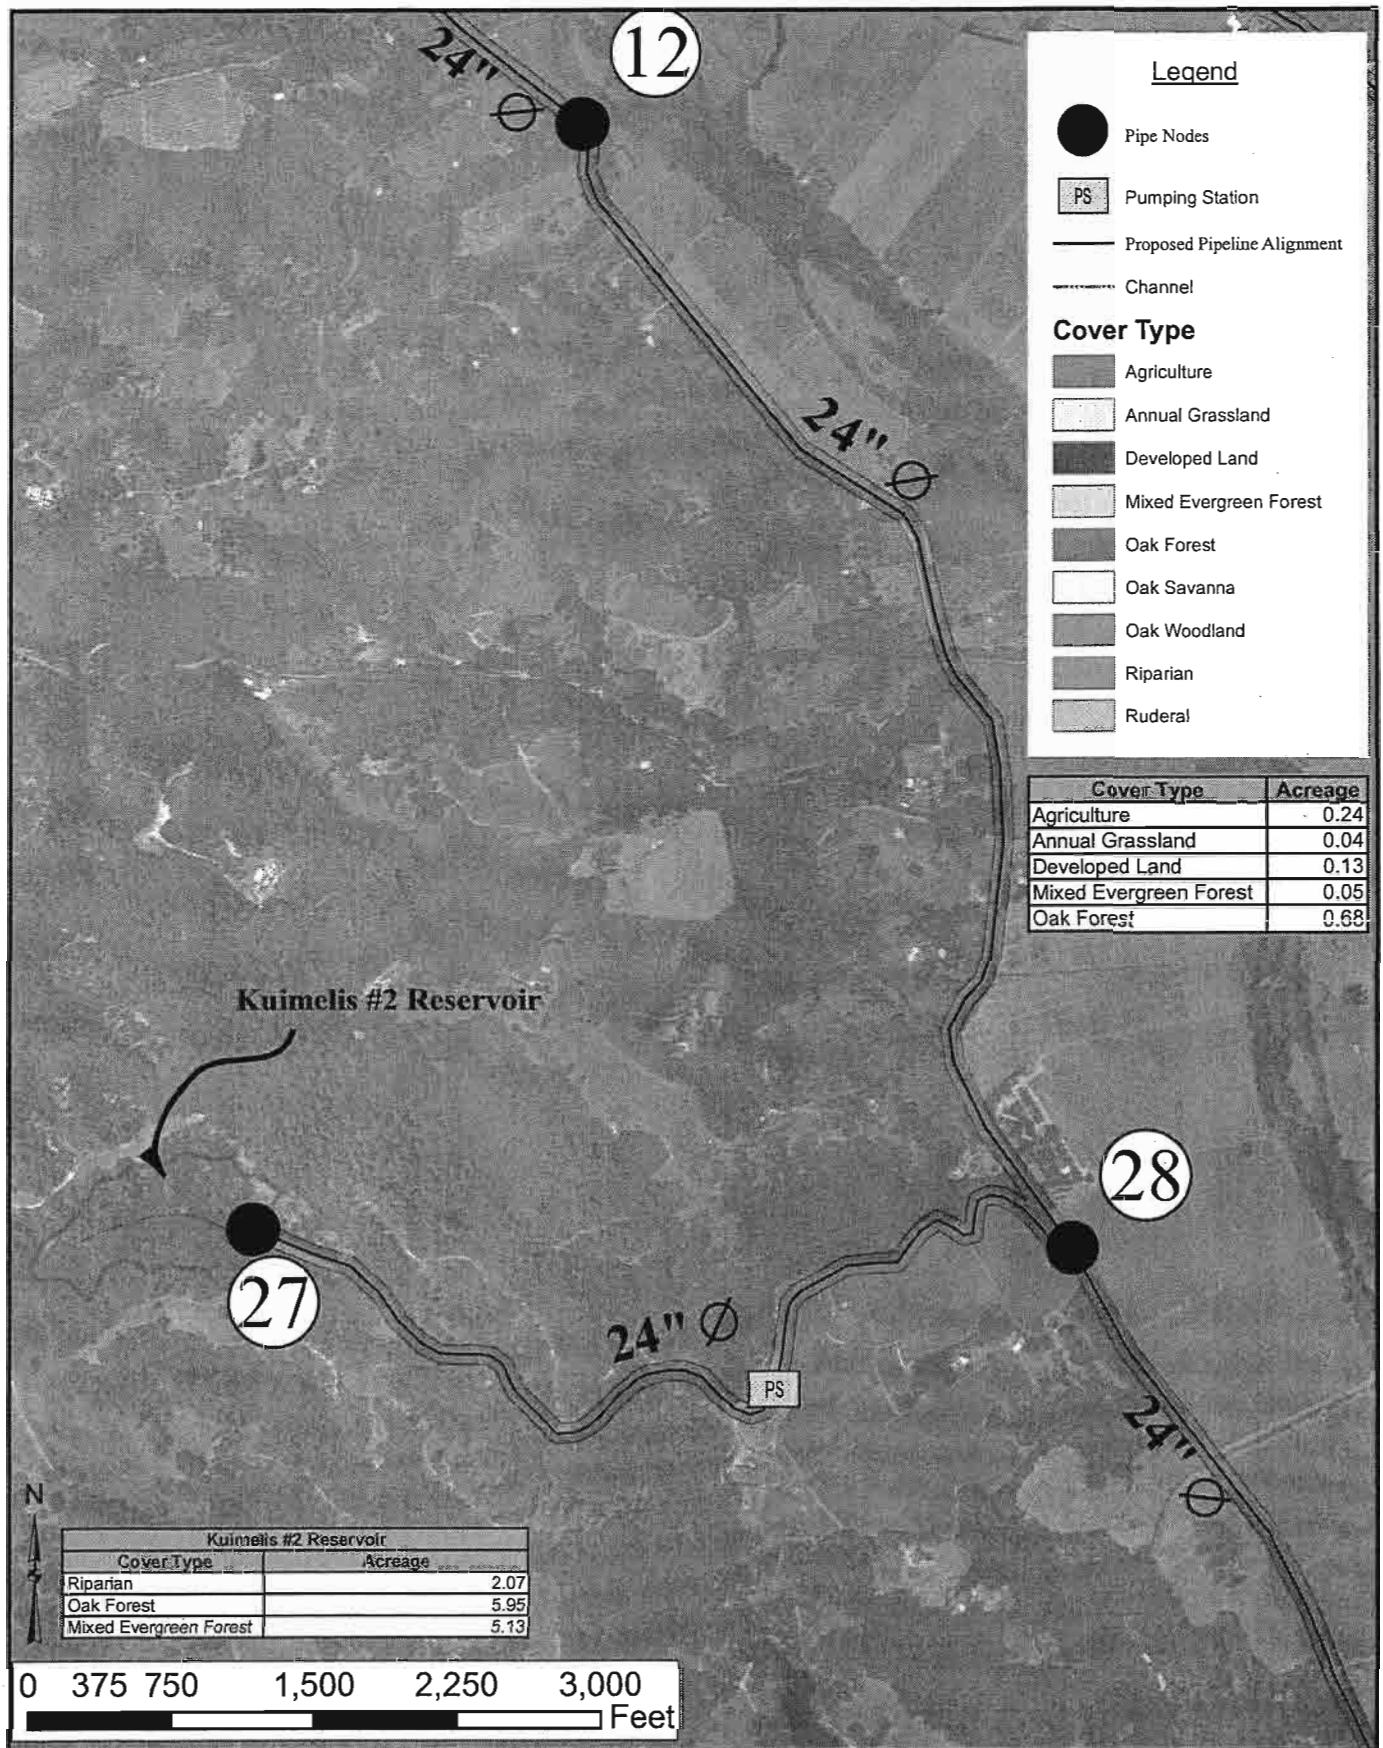 24" Ø
12
Legend
Pipe Nodes
PS Pumping Station
Proposed Pipeline Alignment
Channel
Cover Type
Agriculture
Annual Grassland
Developed Land
Mixed Evergreen Forest
Oak Forest
Oak Savanna
Oak Woodland
Riparian
Ruderal
24" Ø
Cover Type Acreage
Agriculture 0.24
Annual Grassland 0.04
Developed Land 0.13
Mixed Evergreen Forest 0.05
Oak Forest 0.68
Kuimelis #2 Reservoir
28
27
24" Ø
PS
24" Ø
N
Kuimelis #2 Reservoir
Cover Type Acreage
Riparian 2.07
Oak Forest 5.95
Mixed Evergreen Forest 5.13
0 375 750 1,500 2,250 3,000
Feet